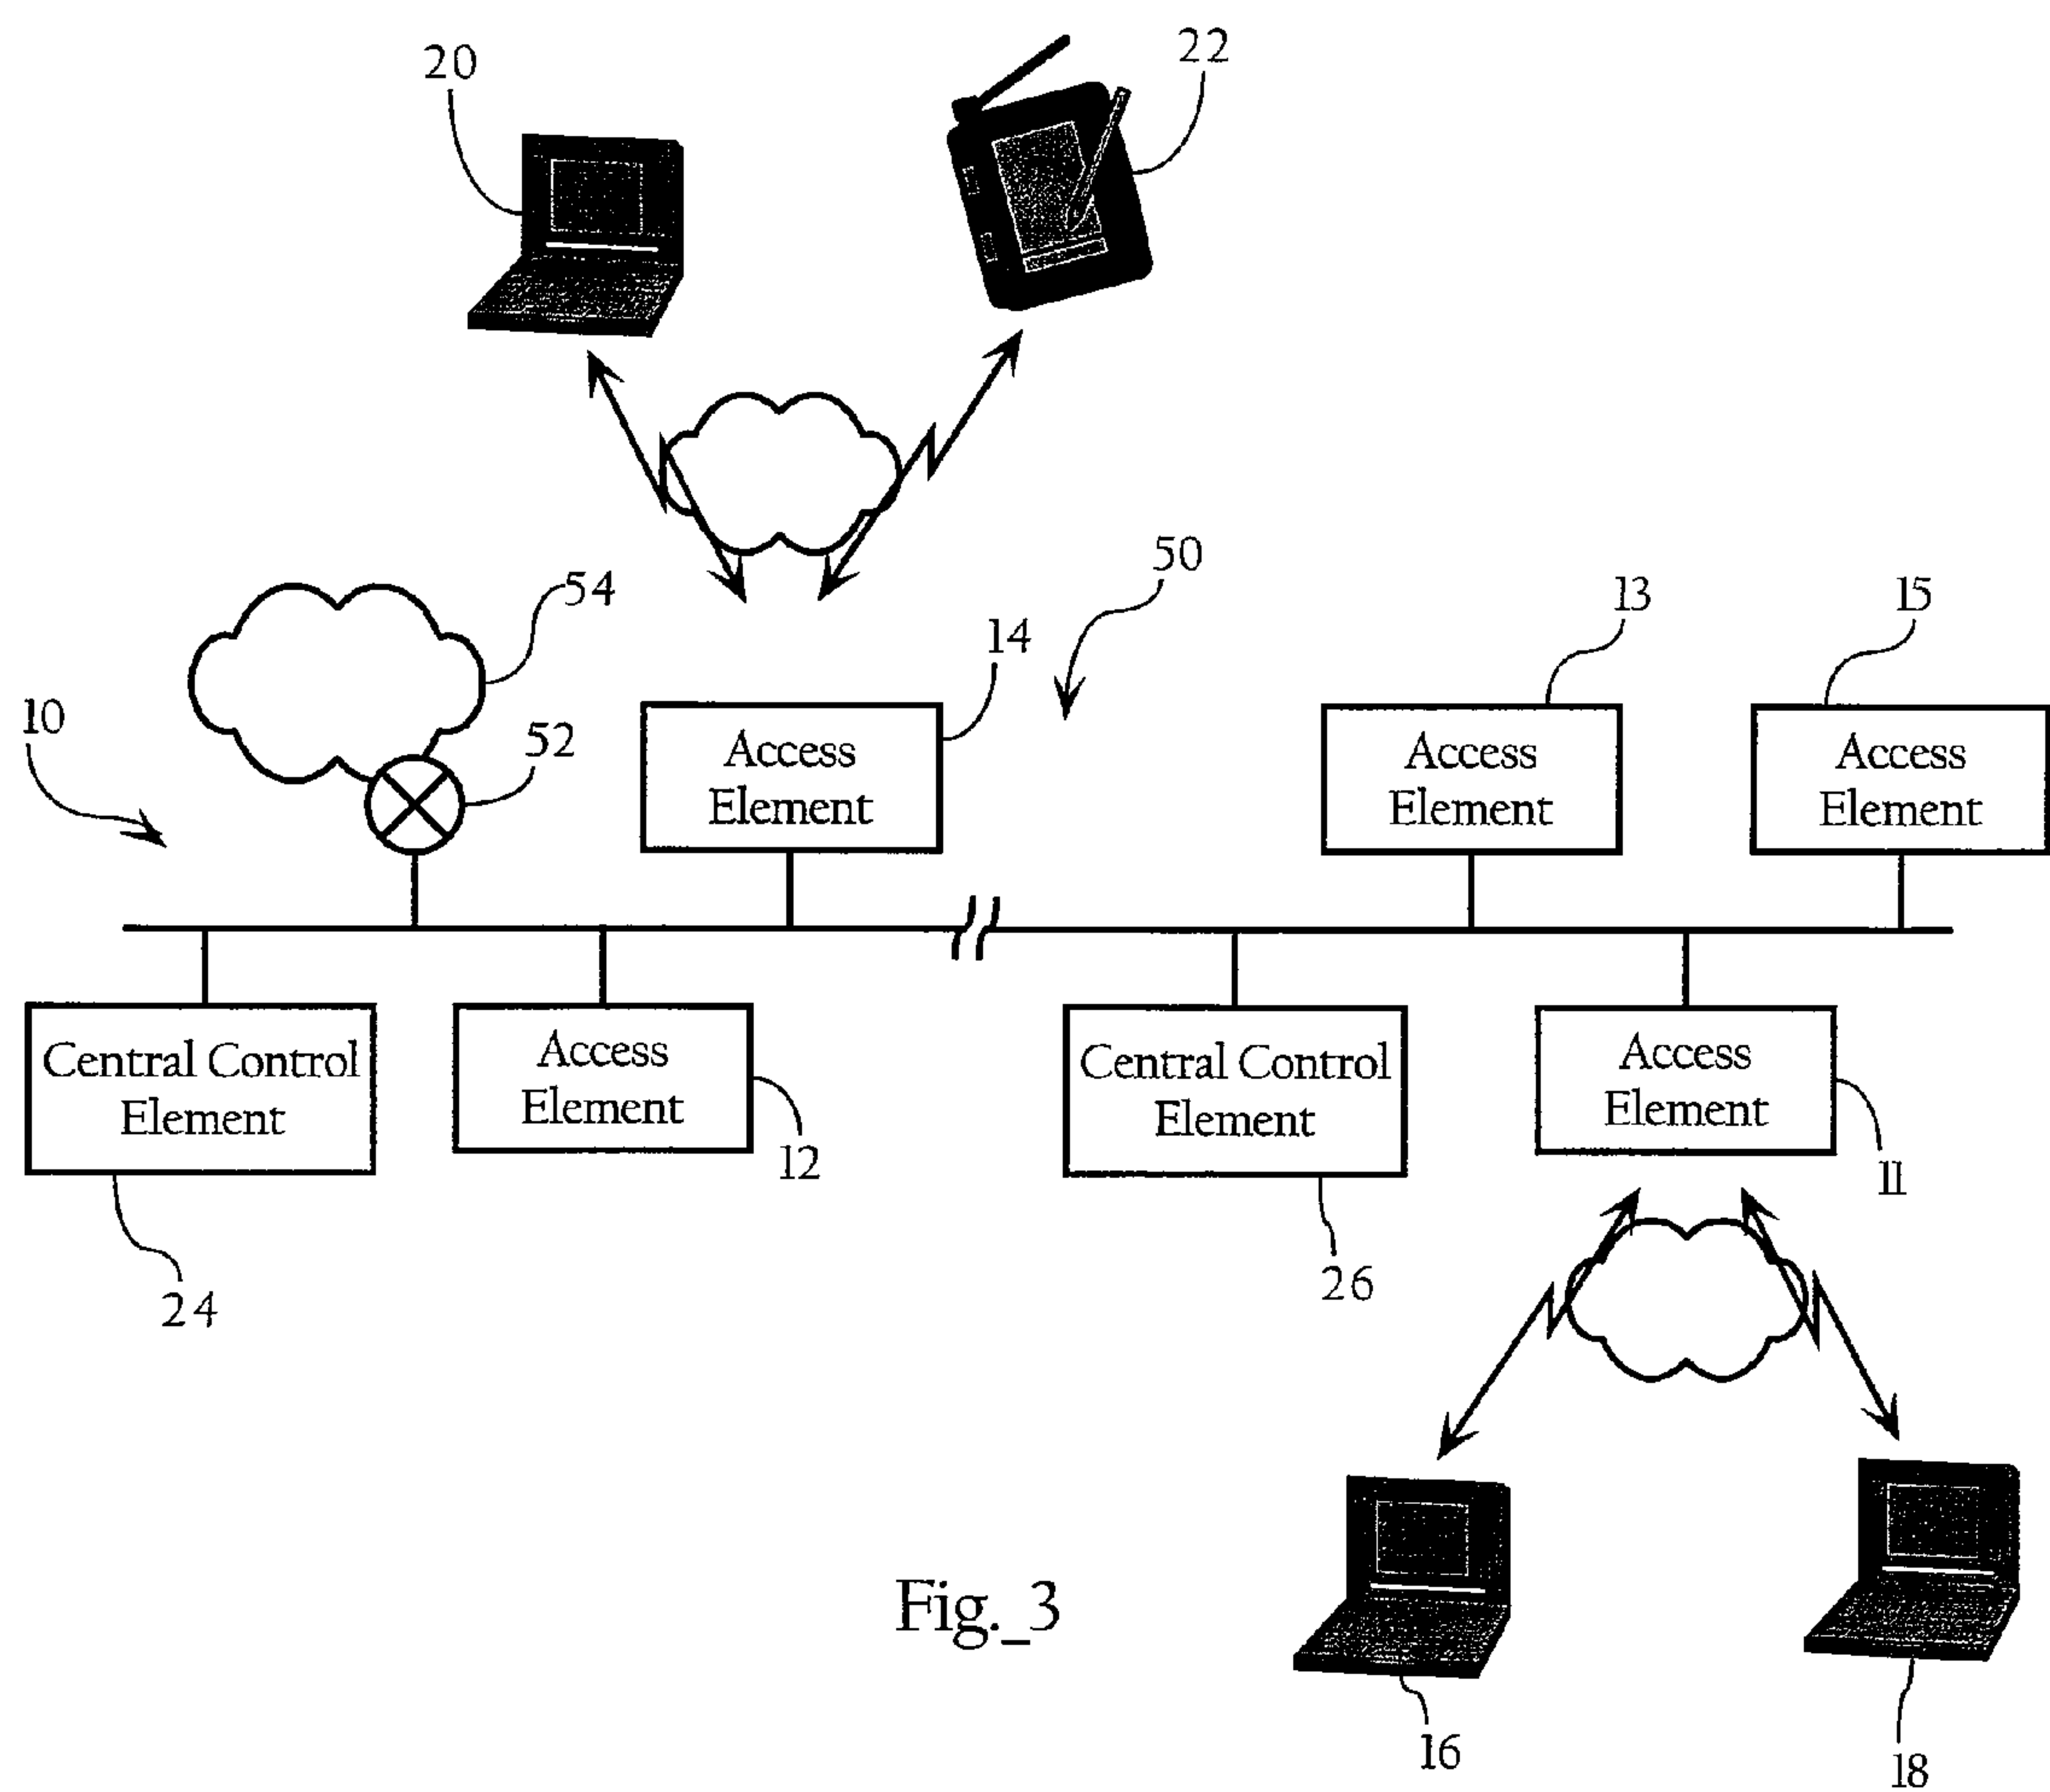 20
22
54
50
14
13
15
10
52
Access
Element
Access
Element
Access
Element
Central Control
Element
Access
Element
Central Control
Element
Access
Element
12
11
24
26
Fig._3
16
18